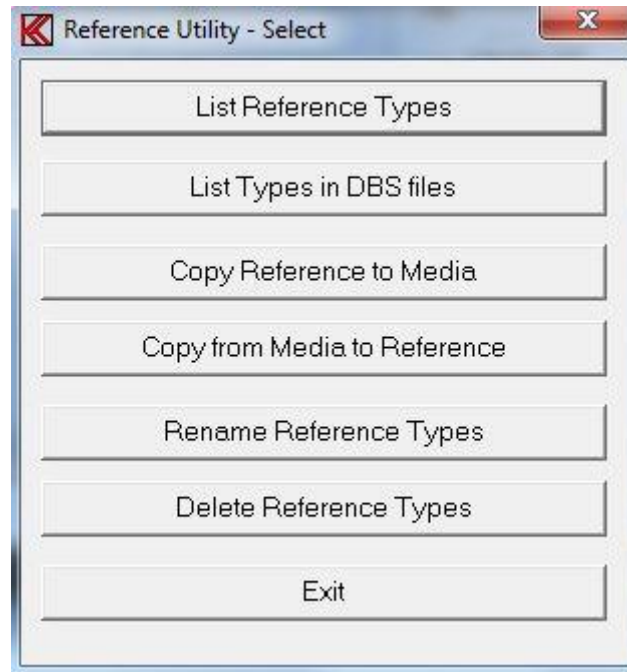 Reference Utility - Select
List Reference Types
List Types in DBS files
Copy Reference to Media
Copy from Media to Reference
Rename Reference Types
Delete Reference Types
Exit